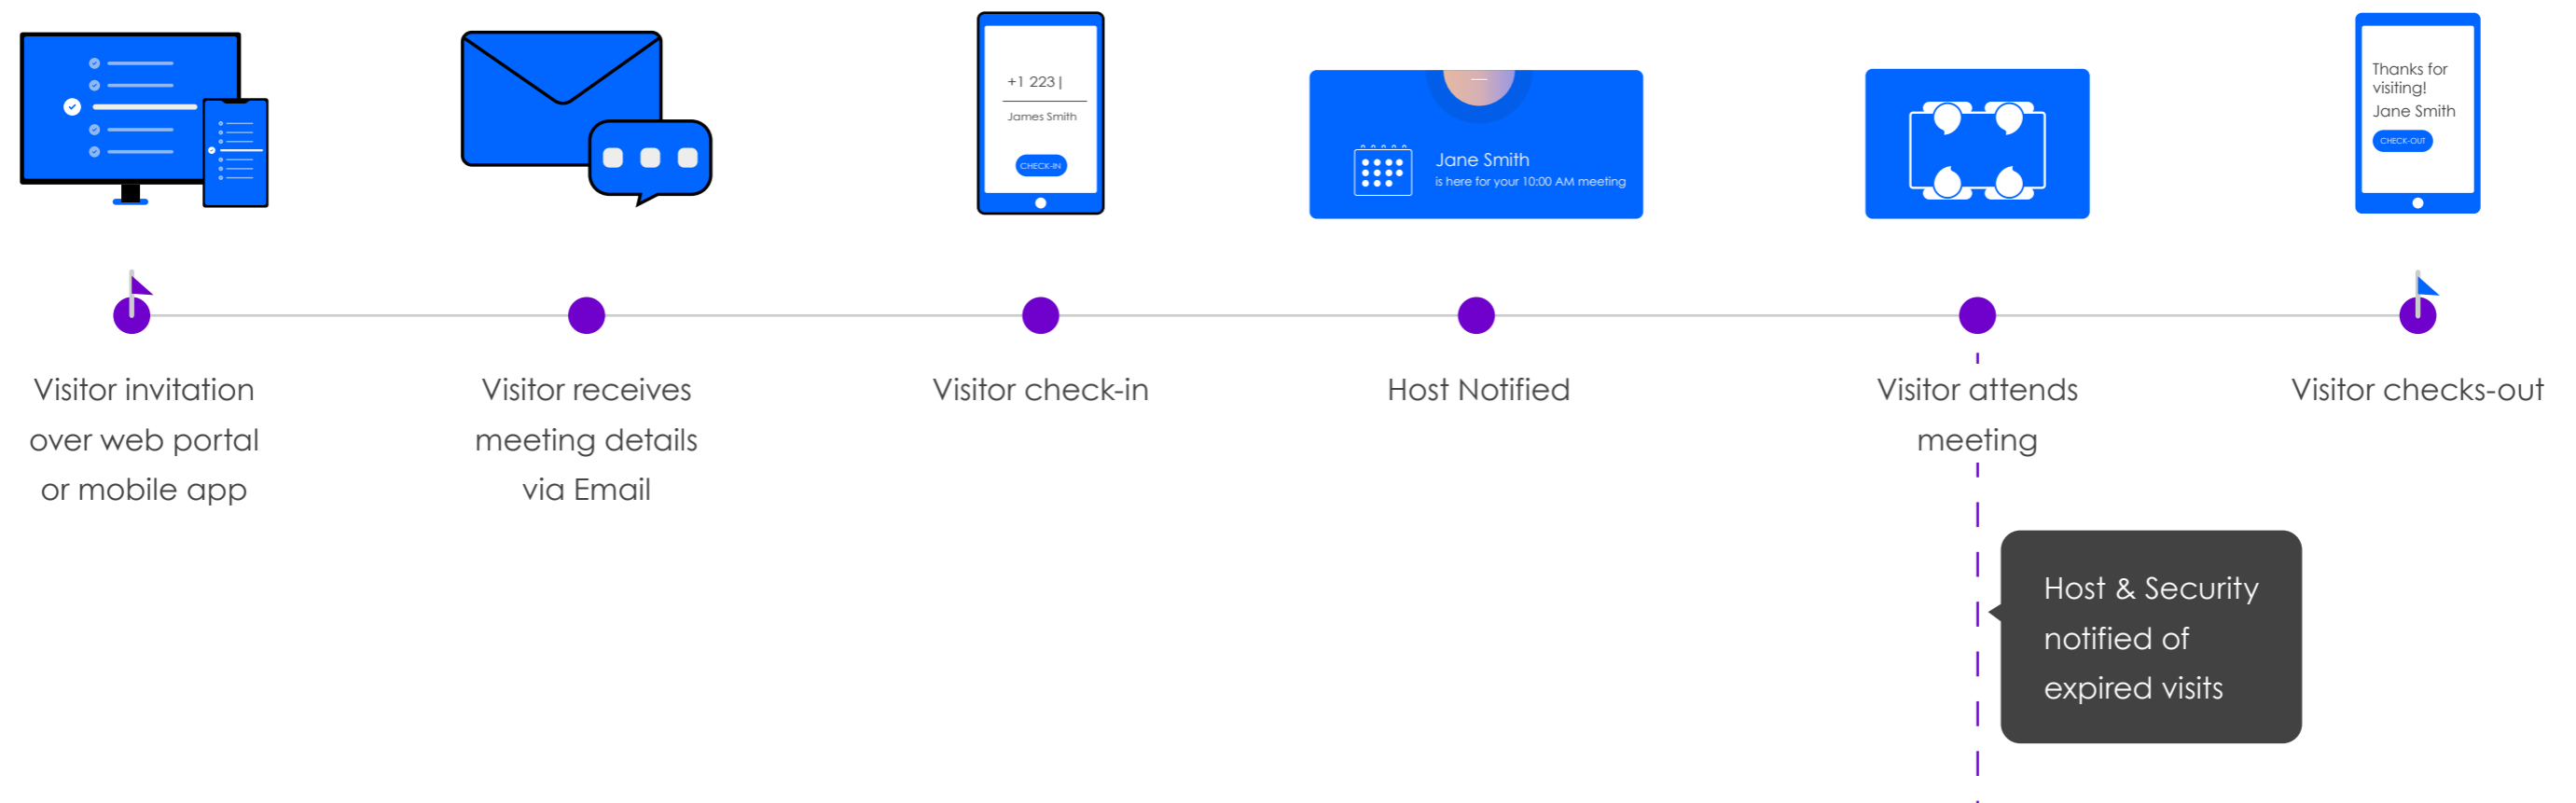 +1 223|
James Smith
CHECK-IN
Jane Smith
is here for your 10:00 AM meeting
Thanks for
visiting!
Jane Smith
CHECK-OUT
Visitor invitation
over web portal
or mobile app
Visitor receives
meeting details
via Email
Visitor check-in
Host Notified
Visitor attends
meeting
Visitor checks-out
Host & Security
notified of
expired visits